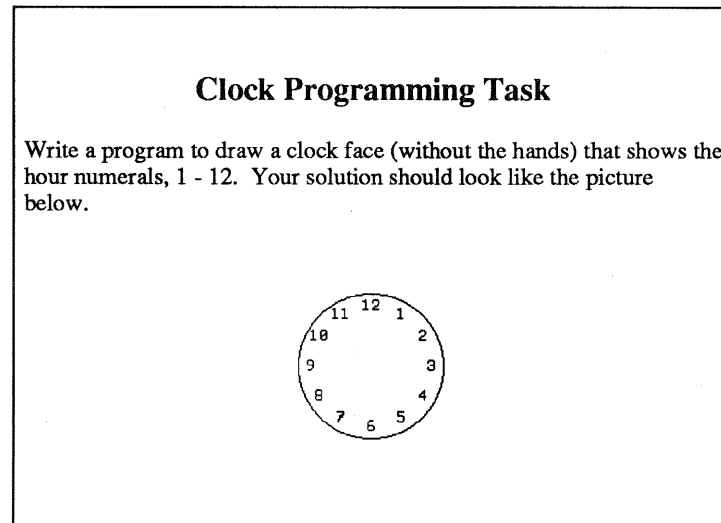 Clock Programming Task
Write a program to draw a clock face (without the hands) that shows the
hour numerals, 1 - 12. Your solution should look like the picture
below.
12
11 1
10 2
9 3
8 4
7 5
6